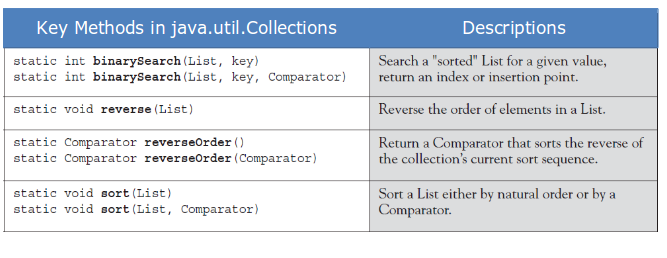 Key Methods in java.util.Collections Descriptions
static int binarySearch(List, key)
static int binarySearch(List, key, Comparator)
Search a "sorted" List for a given value,
return an index or insertion point.
static void reverse(List)
Reverse the order of elements in a List.
static Comparator reverseOrder()
static Comparator reverseOrder(Comparator)
Return a Comparator that sorts the reverse of
the collection's current sort sequence.
static void sort(List)
static void sort(List, Comparator)
Sort a List either by natural order or by a
Comparator.